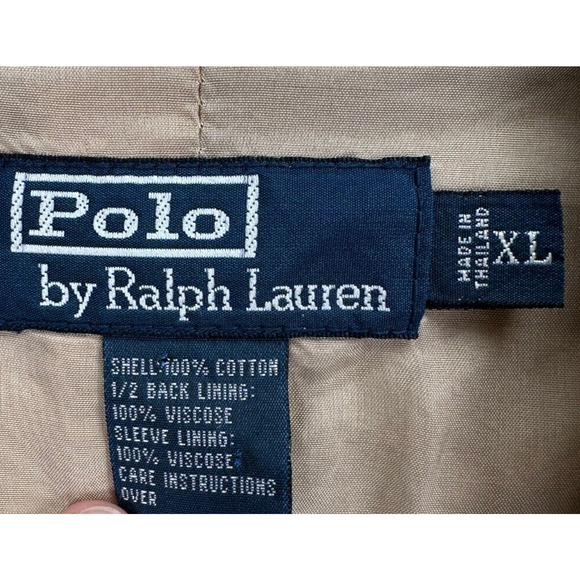 Polo
by Ralph Lauren
MADE IN
THAILAND
XL
SHELL: 100% COTTON
1/2 BACK LINING:
100% VISCOSE
SLEEVE LINING:
100% VISCOSE
CARE INSTRUCTIONS
OVER